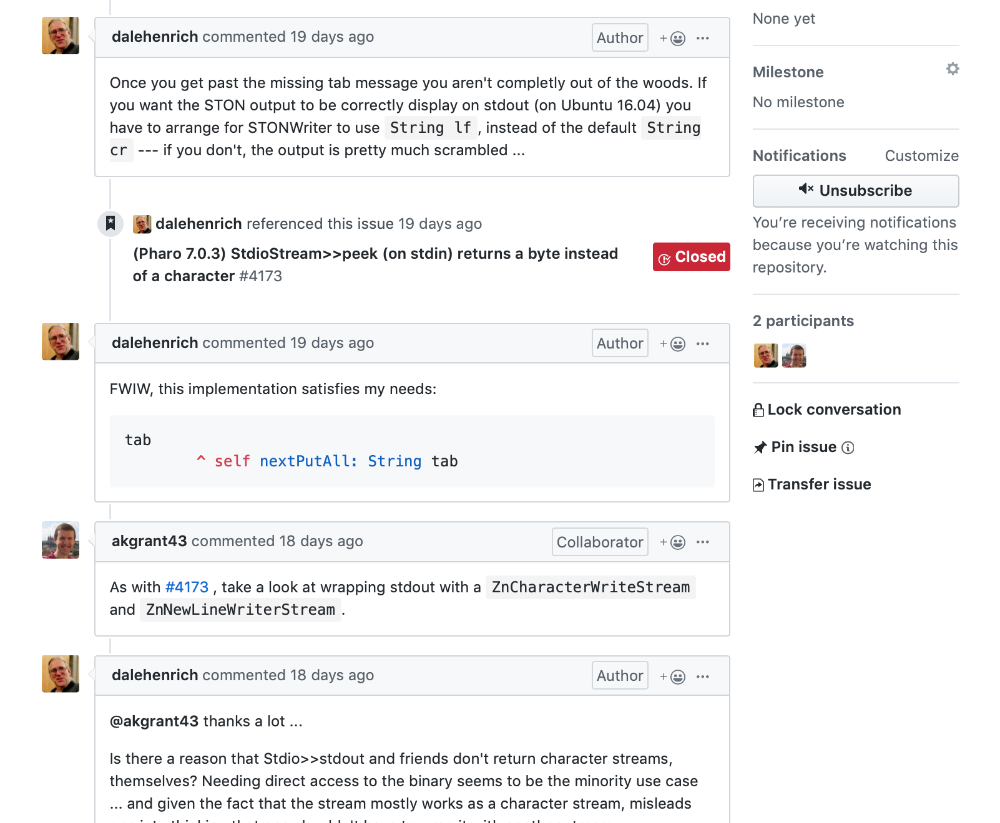 dalehenrich commented 19 days ago Author
Once you get past the missing tab message you aren't completly out of the woods. If
you want the STON output to be correctly display on stdout (on Ubuntu 16.04) you
have to arrange for STONWriter to use String lf , instead of the default String
cr --- if you don't, the output is pretty much scrambled ...
dalehenrich referenced this issue 19 days ago
(Pharo 7.0.3) StdioStream>>peek (on stdin) returns a byte instead
of a character #4173
Closed
dalehenrich commented 19 days ago Author
FWIW, this implementation satisfies my needs:
tab
^ self nextPutAll: String tab
akgrant43 commented 18 days ago Collaborator
As with #4173 , take a look at wrapping stdout with a ZnCharacterWriteStream
and ZnNewLineWriterStream .
dalehenrich commented 18 days ago Author
@akgrant43 thanks a lot ...
Is there a reason that Stdio>>stdout and friends don't return character streams,
themselves? Needing direct access to the binary seems to be the minority use case
... and given the fact that the stream mostly works as a character stream, misleads
None yet
Milestone
No milestone
Notifications Customize
Unsubscribe
You’re receiving notifications
because you’re watching this
repository.
2 participants
Lock conversation
Pin issue
Transfer issue